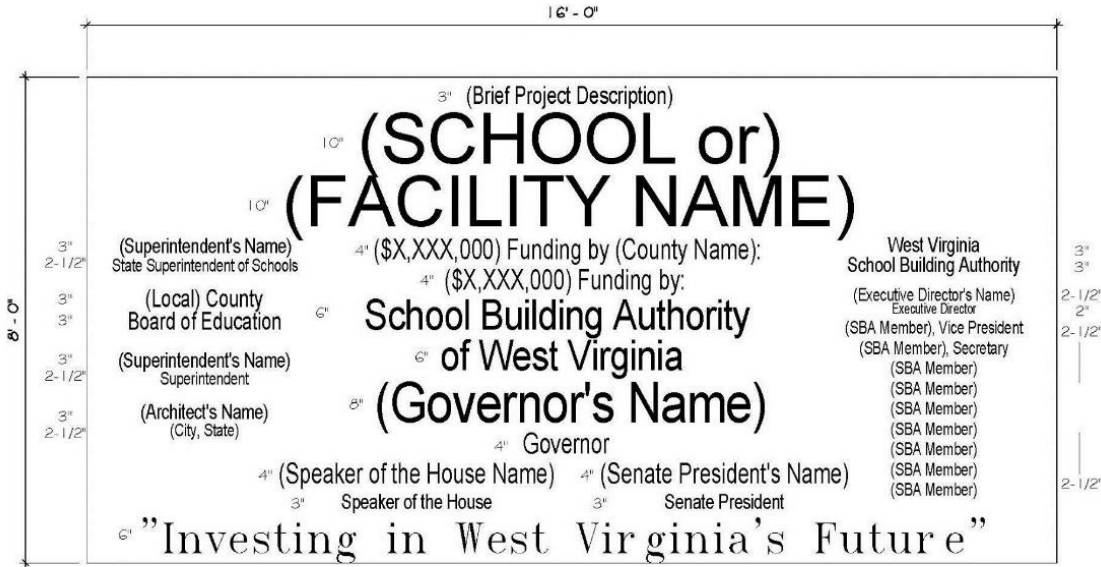 16' - 0"
8' - 0"
3" (Brief Project Description)
10" (SCHOOL or)
10" (FACILITY NAME)
3" (Superintendent's Name)
2-1/2" State Superintendent of Schools
3" (Local) County
3" Board of Education
3" (Superintendent's Name)
2-1/2" Superintendent
3" (Architect's Name)
2-1/2" (City, State)
4" ($X,XXX,000) Funding by (County Name):
4" ($X,XXX,000) Funding by:
6" School Building Authority
6" of West Virginia
8" (Governor's Name)
4" Governor
4" (Speaker of the House Name) 4" (Senate President's Name)
3" Speaker of the House 3" Senate President
West Virginia 3"
School Building Authority 3"
(Executive Director's Name) 2-1/2"
Executive Director 2"
(SBA Member), Vice President 2-1/2"
(SBA Member), Secretary
(SBA Member)
(SBA Member)
(SBA Member)
(SBA Member)
(SBA Member)
(SBA Member)
(SBA Member) 2-1/2"
6" "Investing in West Virginia's Future"